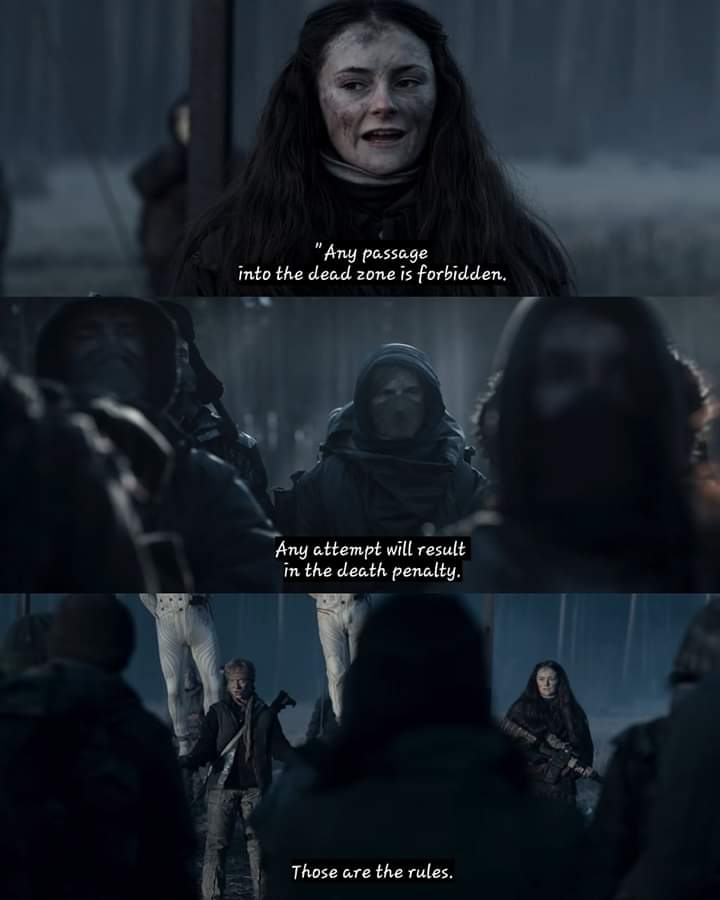 "Any passage
into the dead zone is forbidden.
Any attempt will result
in the death penalty.
Those are the rules.